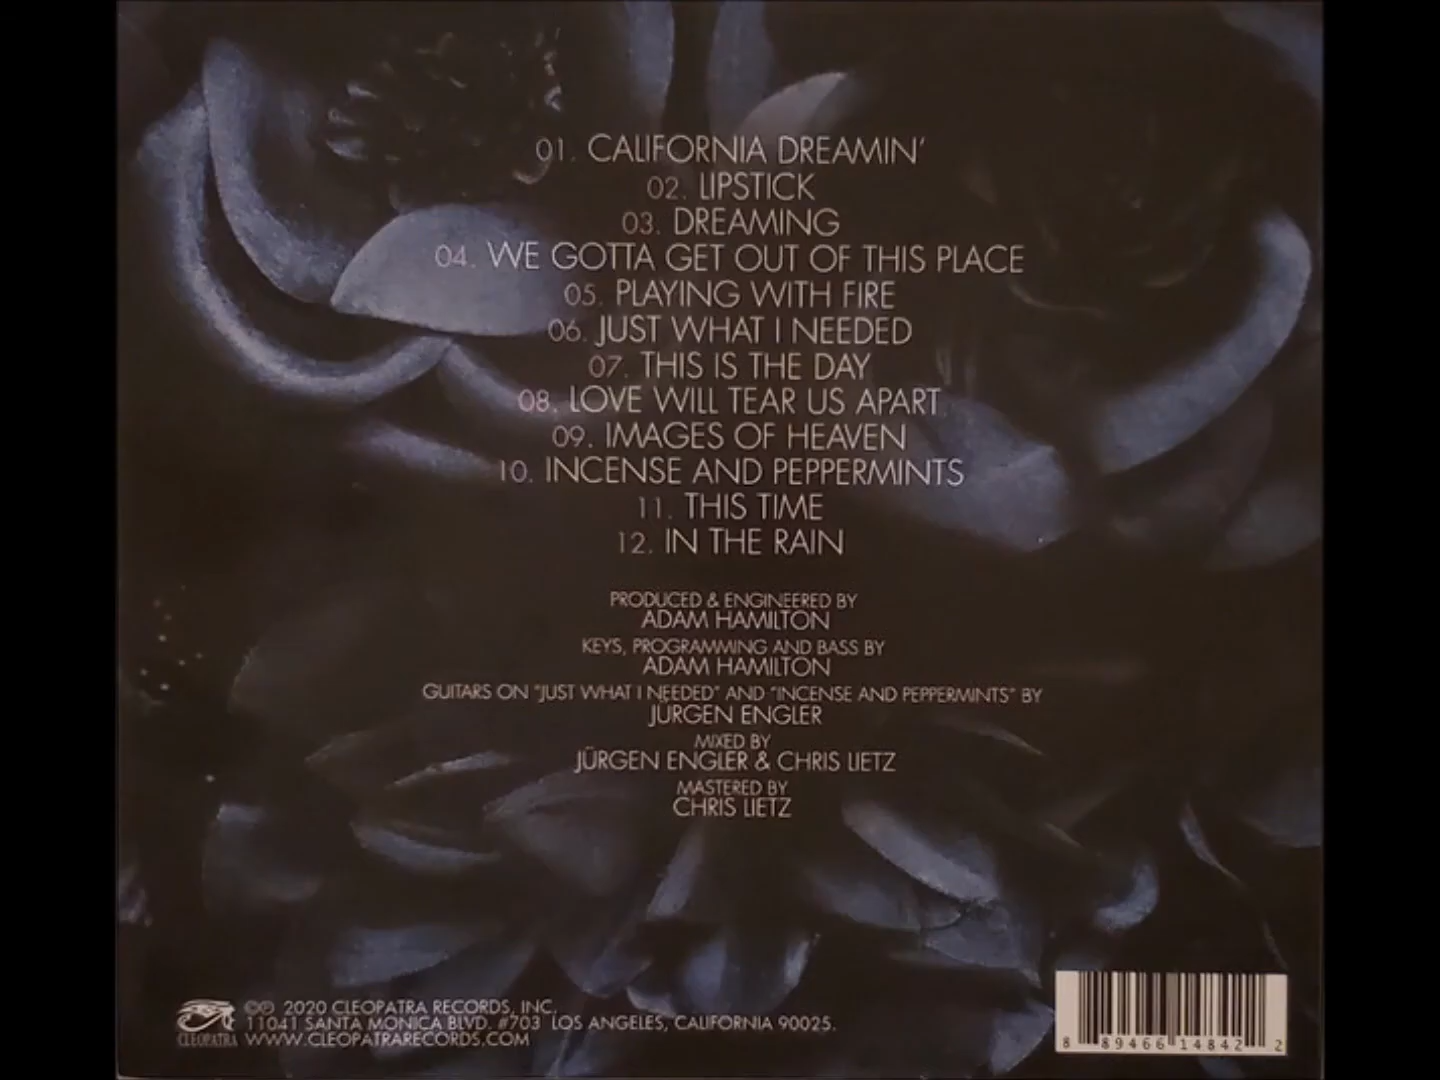 01. CALIFORNIA DREAMIN'
02. LIPSTICK
03. DREAMING
04. WE GOTTA GET OUT OF THIS PLACE
05. PLAYING WITH FIRE
06. JUST WHAT I NEEDED
07. THIS IS THE DAY
08. LOVE WILL TEAR US APART
09. IMAGES OF HEAVEN
10. INCENSE AND PEPPERMINTS
11. THIS TIME
12. IN THE RAIN
PRODUCED & ENGINEERED BY
ADAM HAMILTON
KEYS, PROGRAMMING AND BASS BY
ADAM HAMILTON
GUITARS ON "JUST WHAT I NEEDED" AND "INCENSE AND PEPPERMINTS" BY
JÜRGEN ENGLER
MIXED BY
JÜRGEN ENGLER & CHRIS LIETZ
MASTERED BY
CHRIS LIETZ
©℗ 2020 CLEOPATRA RECORDS, INC.
11041 SANTA MONICA BLVD. #703 LOS ANGELES, CALIFORNIA 90025.
CLEOPATRA WWW.CLEOPATRARECORDS.COM
8 89466 14842 2